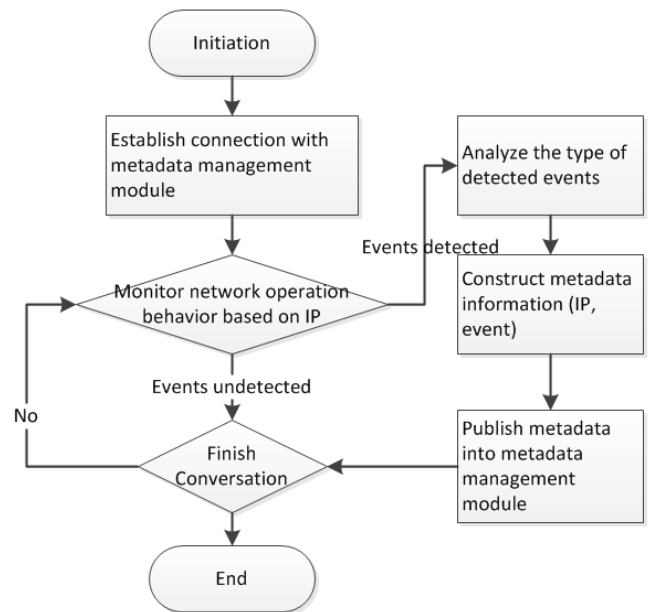 Initiation
Establish connection with
metadata management
module
Analyze the type of
detected events
Events detected
Monitor network operation
behavior based on IP
Construct metadata
information (IP,
event)
Events undetected
No
Finish
Conversation
Publish metadata
into metadata
management
module
End